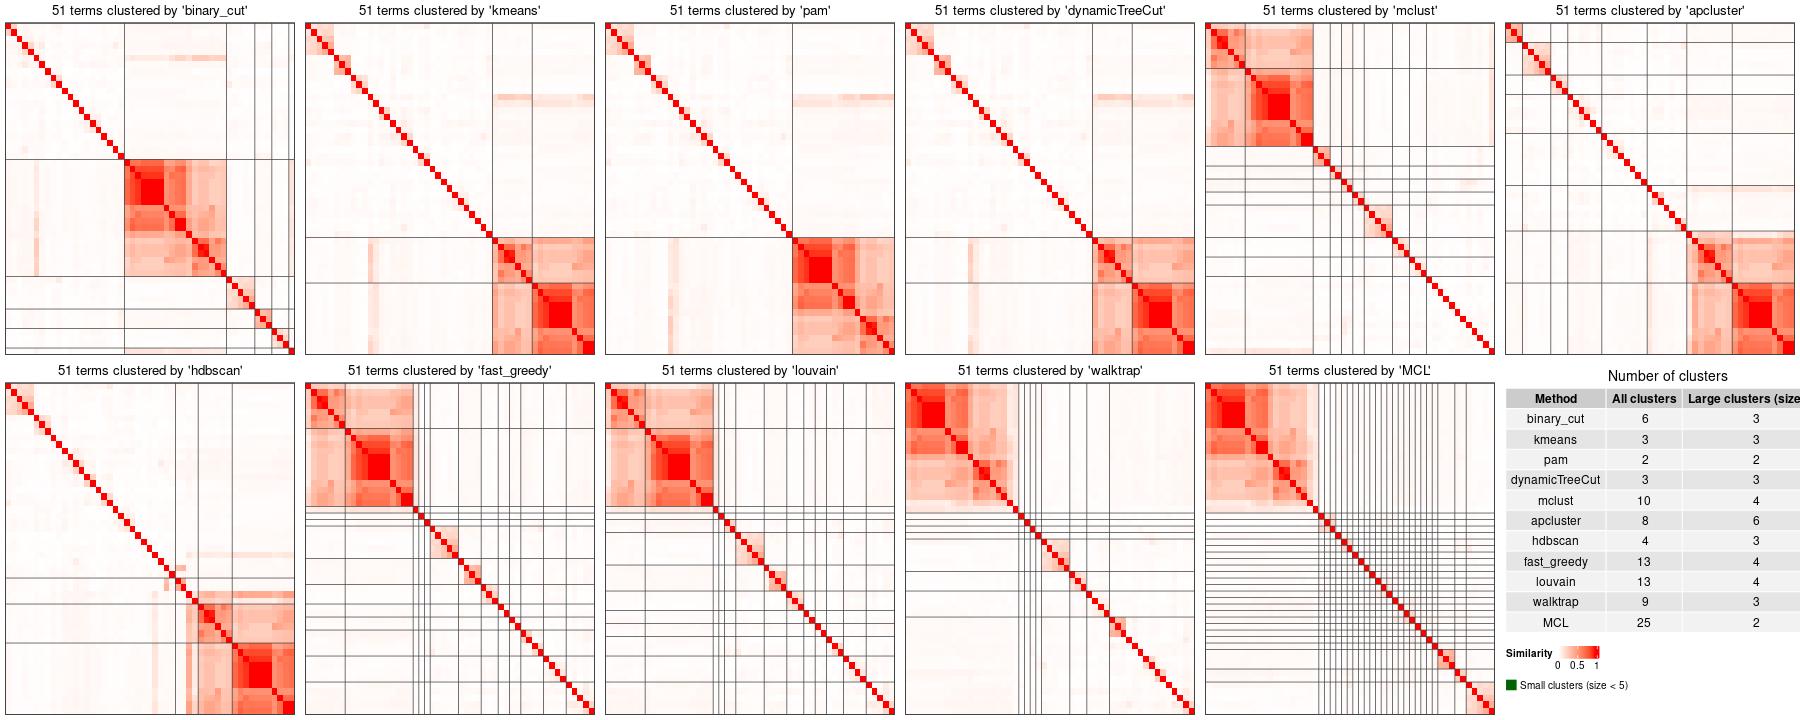 51 terms clustered by 'binary_cut'
51 terms clustered by 'kmeans'
51 terms clustered by 'pam'
51 terms clustered by 'dynamicTreeCut'
51 terms clustered by 'mclust'
51 terms clustered by 'apcluster'
51 terms clustered by 'hdbscan'
51 terms clustered by 'fast_greedy'
51 terms clustered by 'louvain'
51 terms clustered by 'walktrap'
51 terms clustered by 'MCL'
Number of clusters
Method All clusters Large clusters (size
binary_cut 6 3
kmeans 3 3
pam 2 2
dynamicTreeCut 3 3
mclust 10 4
apcluster 8 6
hdbscan 4 3
fast_greedy 13 4
louvain 13 4
walktrap 9 3
MCL 25 2
Similarity
0 0.5 1
Small clusters (size < 5)